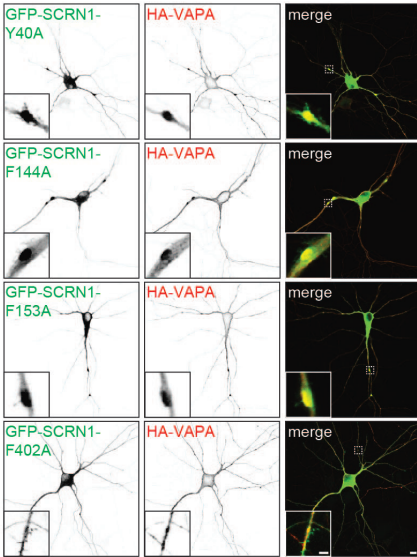 GFP-SCRN1-
Y40A
HA-VAPA
merge
GFP-SCRN1-
F144A
HA-VAPA
merge
GFP-SCRN1-
F153A
HA-VAPA
merge
GFP-SCRN1-
F402A
HA-VAPA
merge